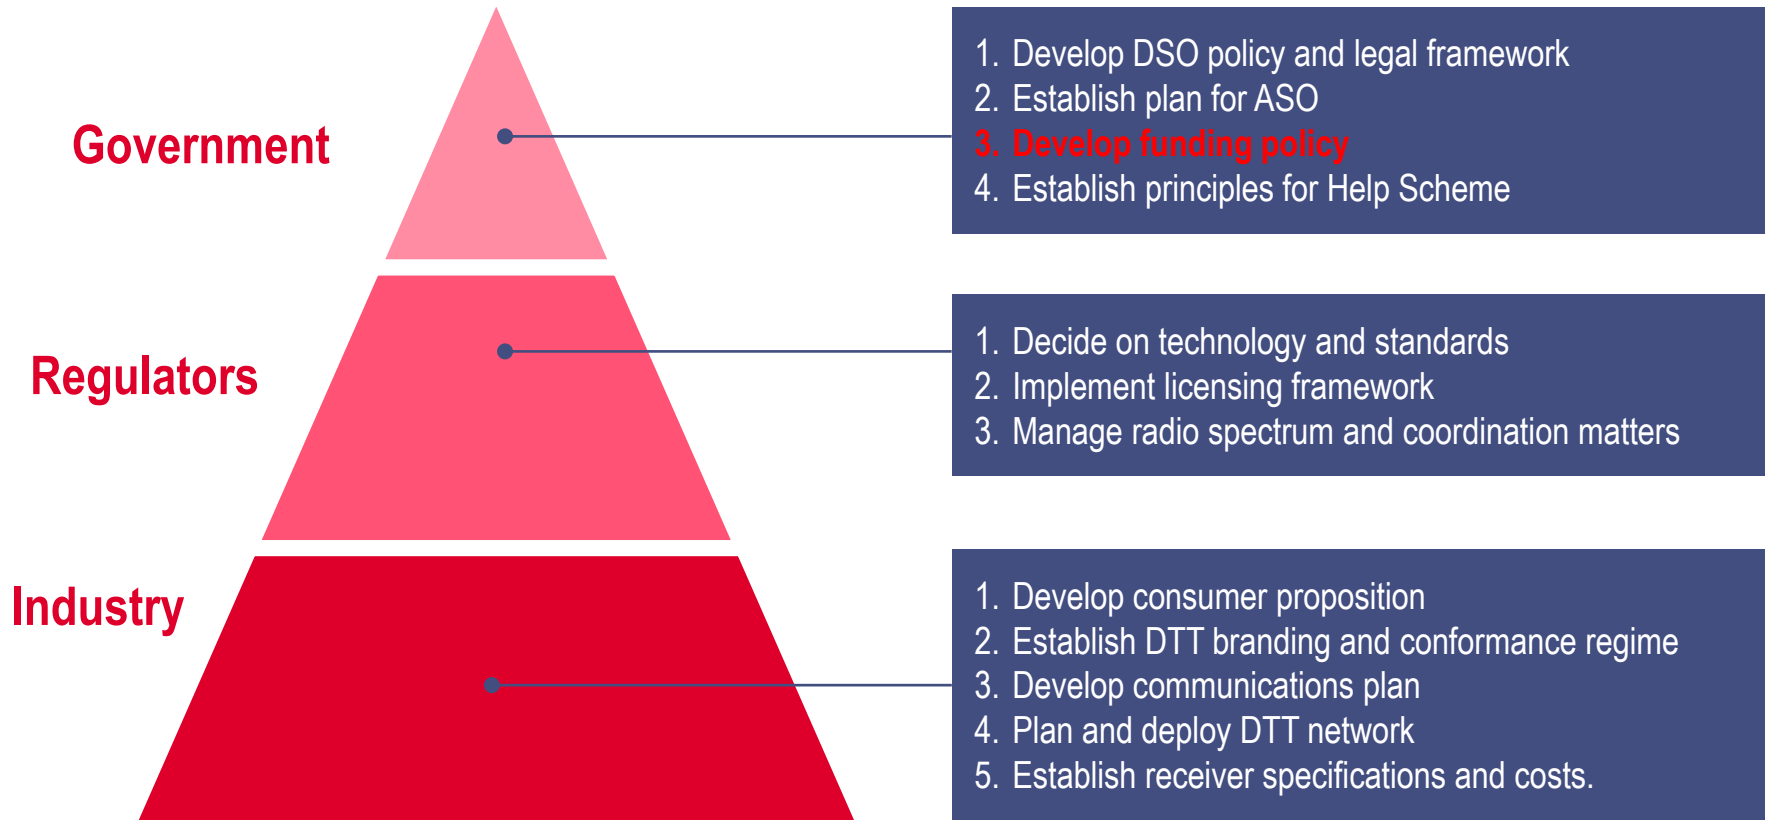 Government
1. Develop DSO policy and legal framework
2. Establish plan for ASO
3. Develop funding policy
4. Establish principles for Help Scheme
Regulators
1. Decide on technology and standards
2. Implement licensing framework
3. Manage radio spectrum and coordination matters
Industry
1. Develop consumer proposition
2. Establish DTT branding and conformance regime
3. Develop communications plan
4. Plan and deploy DTT network
5. Establish receiver specifications and costs.